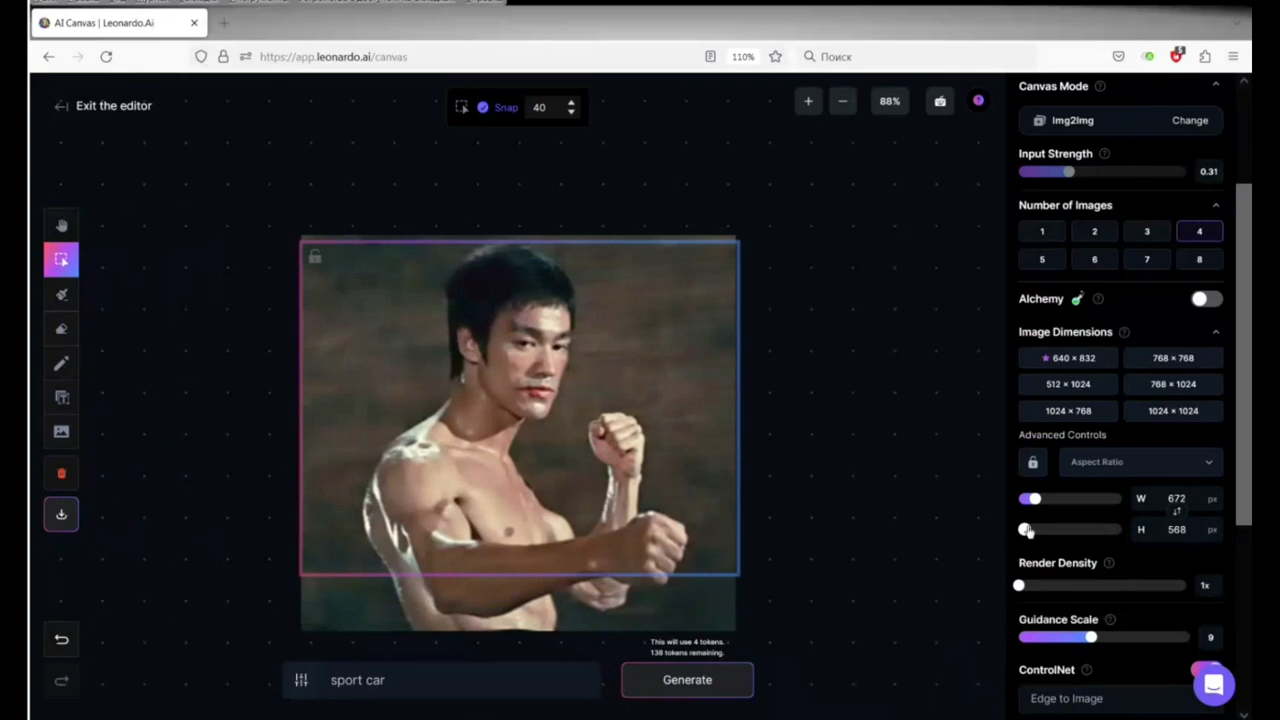 AI Canvas | Leonardo.Ai
https://app.leonardo.ai/canvas
110%
Поиск
5
Exit the editor
Snap 40
88%
Canvas Mode
Img2Img Change
Input Strength
0.31
Number of Images
1 2 3 4
5 6 7 8
Alchemy
Image Dimensions
640 × 832 768 × 768
512 × 1024 768 × 1024
1024 × 768 1024 × 1024
Advanced Controls
Aspect Ratio
W 672 px
H 568 px
Render Density
1x
Guidance Scale
9
ControlNet
Edge to Image
This will use 4 tokens.
138 tokens remaining.
sport car
Generate